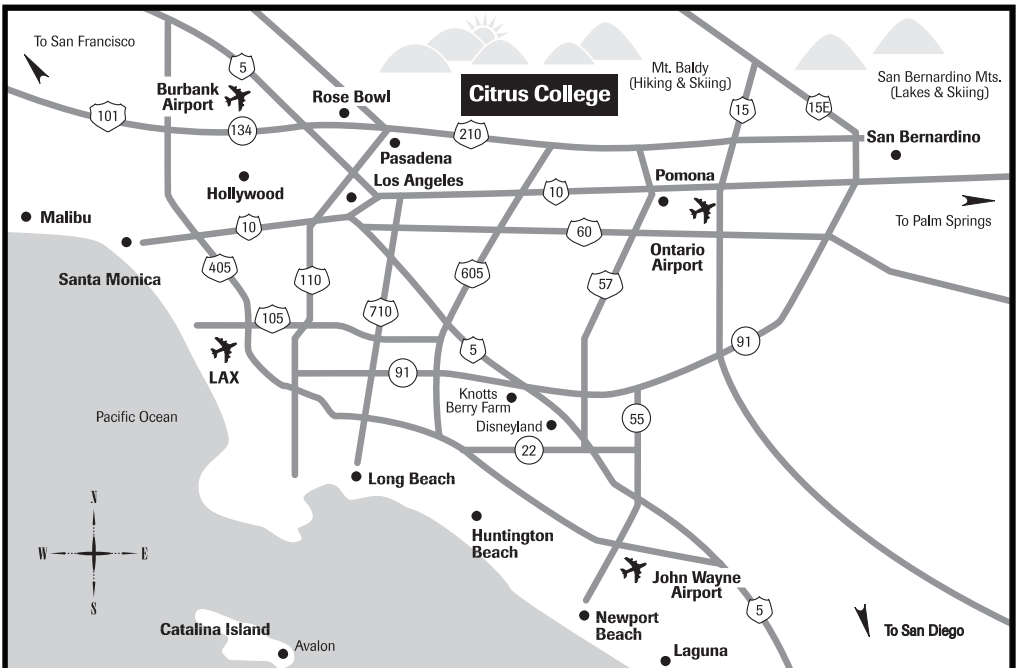 To San Francisco
5
Burbank
Airport
Rose Bowl
Citrus College
Mt. Baldy
(Hiking & Skiing)
San Bernardino Mts.
(Lakes & Skiing)
101
134
210
15
15E
San Bernardino
Pasadena
Hollywood
Los Angeles
10
Pomona
Malibu
10
60
To Palm Springs
Ontario
Airport
Santa Monica
405
110
605
57
710
105
5
91
LAX
91
Knotts
Berry Farm
Disneyland
55
Pacific Ocean
22
Long Beach
N
W
E
S
Huntington
Beach
John Wayne
Airport
5
Newport
Beach
To San Diego
Catalina Island
Avalon
Laguna